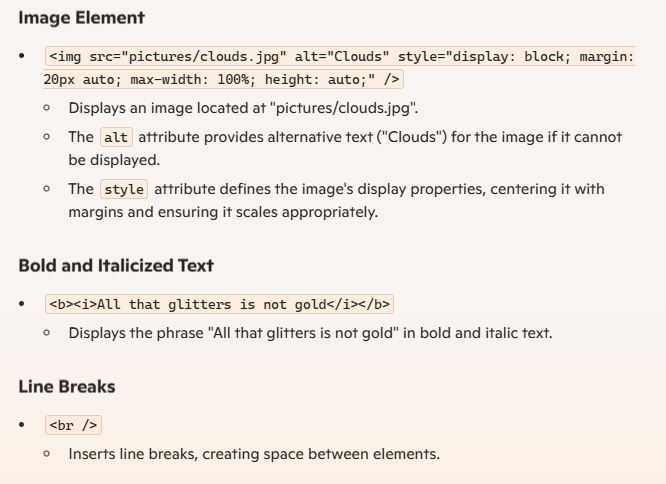 Image Element
• <img src="pictures/clouds.jpg" alt="Clouds" style="display: block; margin:
20px auto; max-width: 100%; height: auto;" />
○ Displays an image located at "pictures/clouds.jpg".
○ The alt attribute provides alternative text ("Clouds") for the image if it cannot
be displayed.
○ The style attribute defines the image's display properties, centering it with
margins and ensuring it scales appropriately.
Bold and Italicized Text
• <b><i>All that glitters is not gold</i></b>
○ Displays the phrase "All that glitters is not gold" in bold and italic text.
Line Breaks
• <br />
○ Inserts line breaks, creating space between elements.